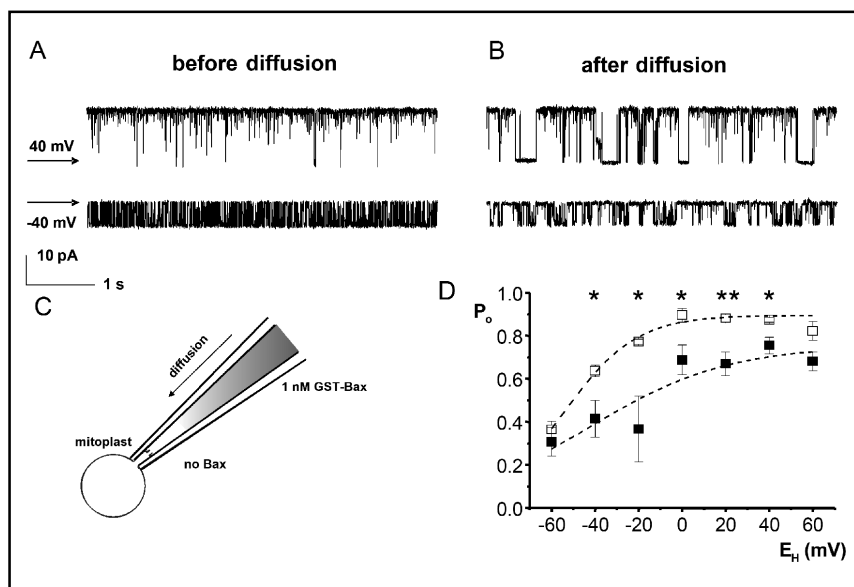 A
before diffusion
40 mV
-40 mV
10 pA
1 s
B
after diffusion
C
diffusion
1 nM GST-Bax
mitoplast
no Bax
D
* * * ** *
Po
1.0
0.8
0.6
0.4
0.2
0.0
-60 -40 -20 0 20 40 60
EH (mV)